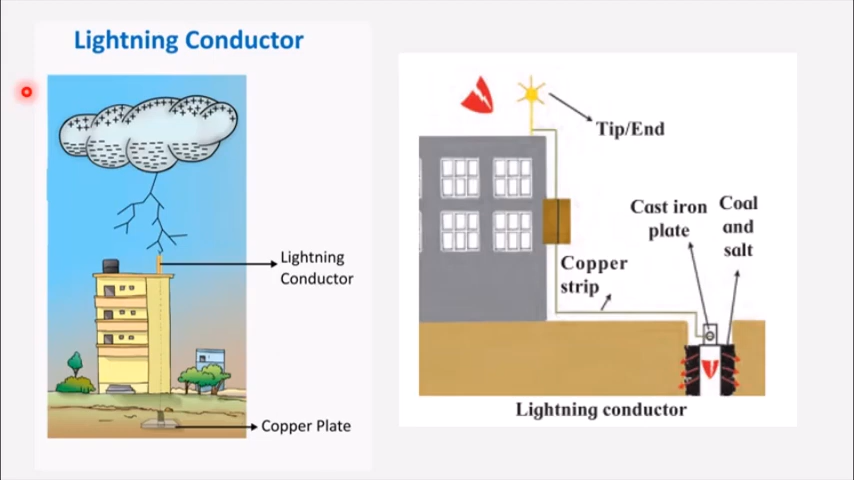 Lightning Conductor
Lightning
Conductor
Copper Plate
Tip/End
Cast iron
plate
Coal
and
salt
Copper
strip
Lightning conductor